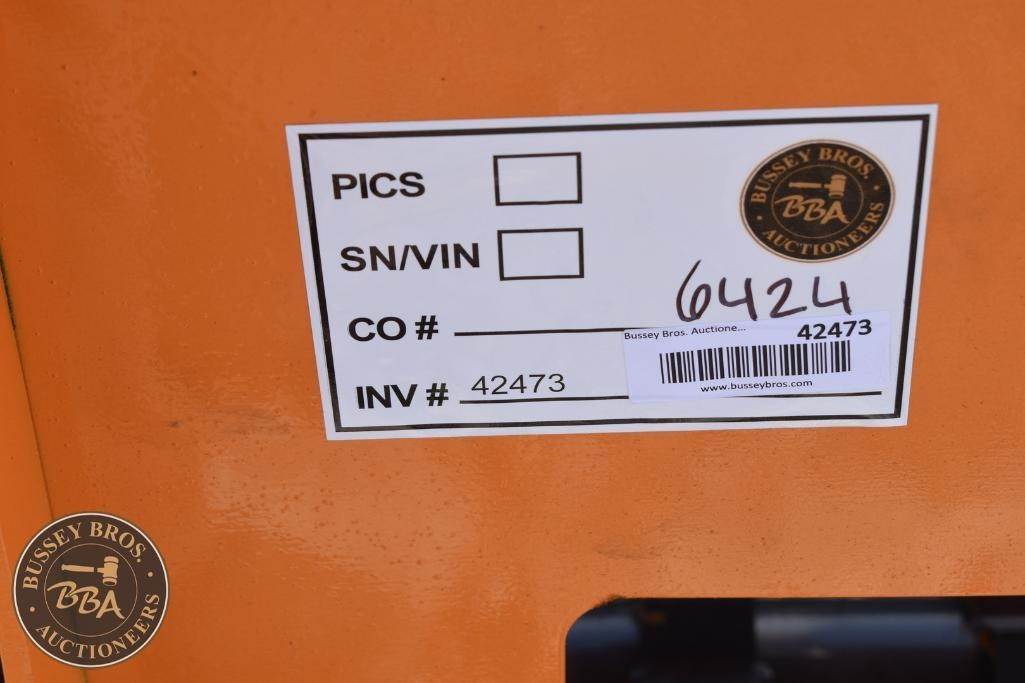 PICS
BUSSEY BROS.
BBA
AUCTIONEERS
SN/VIN
6424
CO #
Bussey Bros. Auctione...
42473
INV # 42473
www.busseybros.com
BUSSEY BROS.
BBA
AUCTIONEERS